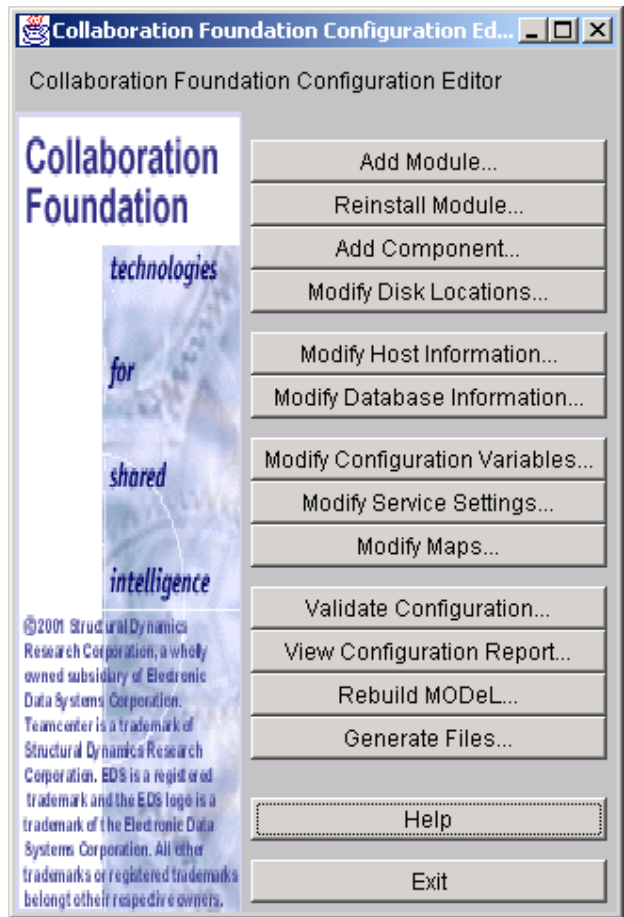 Collaboration Foundation Configuration Ed...
Collaboration Foundation Configuration Editor
Collaboration
Foundation
technologies
for
shared
intelligence
©2001 Structural Dynamics
Research Corporation, a wholly
owned subsidiary of Electronic
Data Systems Corporation.
Teamcenter is a trademark of
Structural Dynamics Research
Corporation. EDS is a registered
trademark and the EDS logo is a
trademark of the Electronic Data
Systems Corporation. All other
trademarks or registered trademarks
belong to their respective owners.
Add Module...
Reinstall Module...
Add Component...
Modify Disk Locations...
Modify Host Information...
Modify Database Information...
Modify Configuration Variables...
Modify Service Settings...
Modify Maps...
Validate Configuration...
View Configuration Report...
Rebuild MODeL...
Generate Files...
Help
Exit